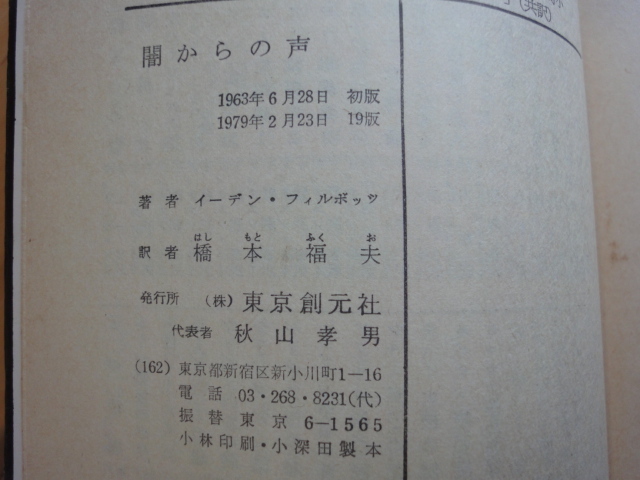 (共訳)
闇からの声
1963年6月28日 初版
1979年2月23日 19版
著者 イーデン・フィルポッツ
はし もと ふく お
訳者 橋本福夫
発行所 (株) 東京創元社
代表者 秋山孝男
(162) 東京都新宿区新小川町1—16
電話 03・268・8231(代)
振替東京 6—1565
小林印刷・小深田製本